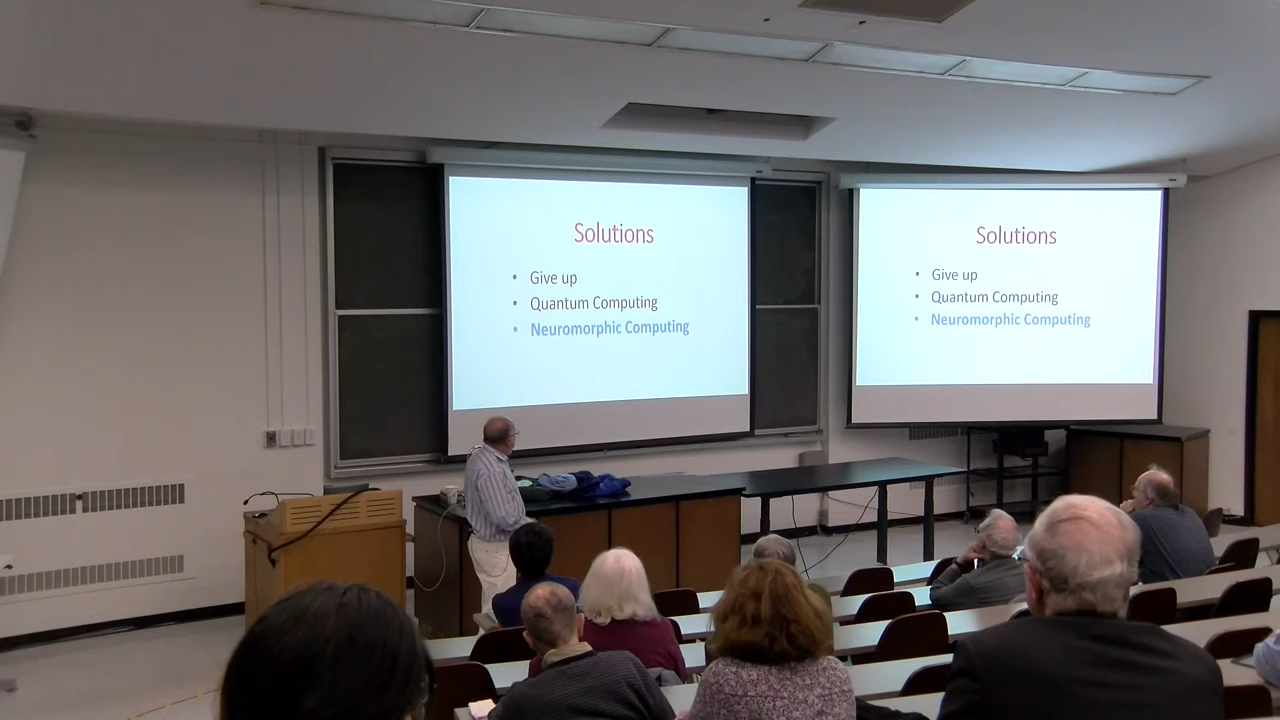 Solutions
• Give up
• Quantum Computing
• Neuromorphic Computing
Solutions
• Give up
• Quantum Computing
• Neuromorphic Computing